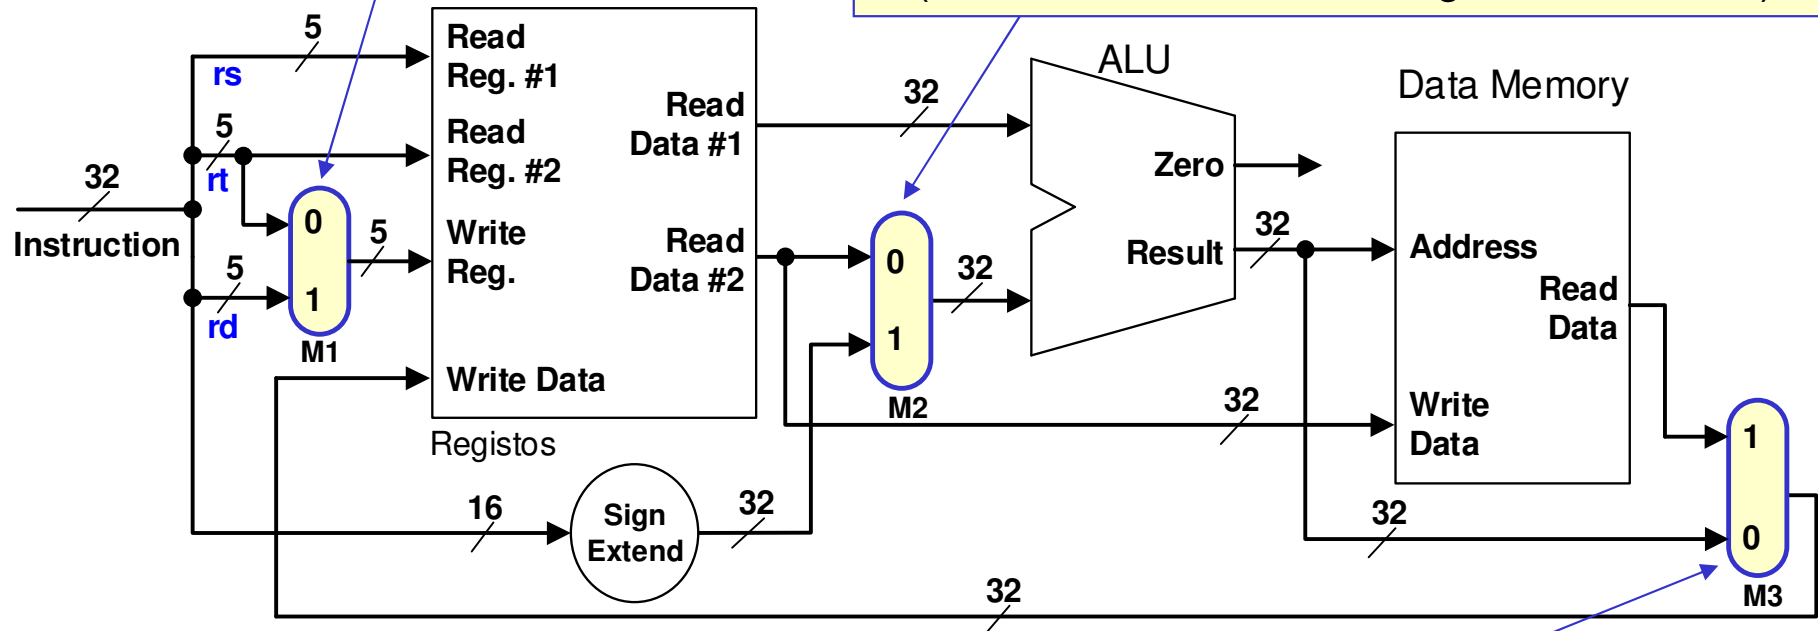 ALU
Data Memory
5
rs
Read
Reg. #1
Read
Data #1
32
5
rt
Read
Reg. #2
32
Instruction
0
1
M1
5
rd
5
Write
Reg.
Read
Data #2
Write Data
Registos
0
1
M2
32
Zero
Result
32
Address
Read
Data
Write
Data
32
16
Sign
Extend
32
32
1
0
M3
32